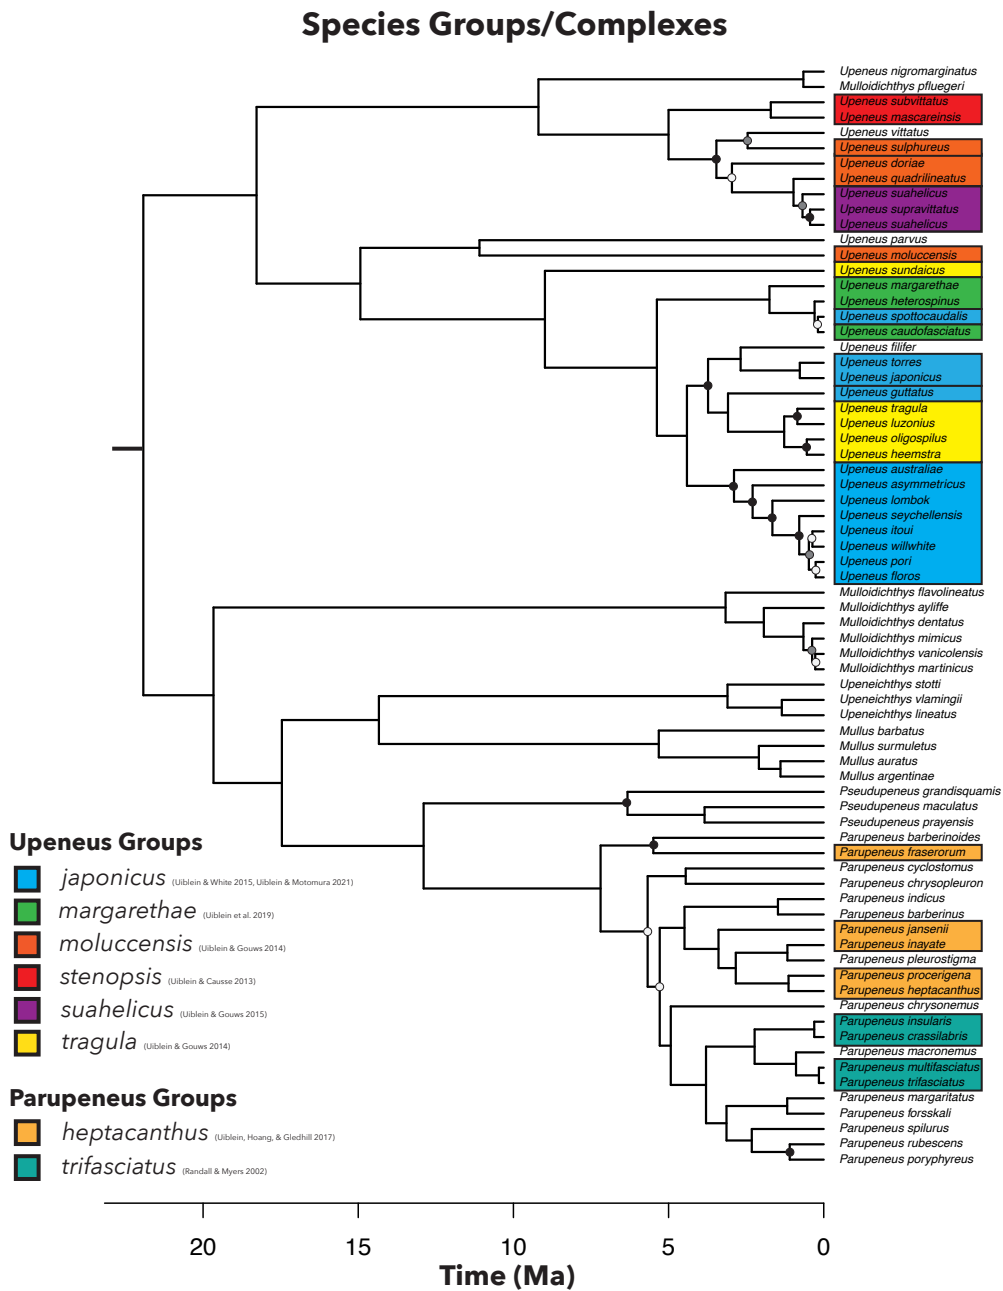 Species Groups/Complexes
Upeneus nigromarginatus
Mulloidichthys pfluegeri
Upeneus subvittatus
Upeneus mascareinsis
Upeneus vittatus
Upeneus sulphureus
Upeneus doriae
Upeneus quadrilineatus
Upeneus suahelicus
Upeneus supravittatus
Upeneus suahelicus
Upeneus parvus
Upeneus moluccensis
Upeneus sundaicus
Upeneus margarethae
Upeneus heterospinus
Upeneus spottocaudalis
Upeneus caudofasciatus
Upeneus filifer
Upeneus torres
Upeneus japonicus
Upeneus guttatus
Upeneus tragula
Upeneus luzonius
Upeneus oligospilus
Upeneus heemstra
Upeneus australiae
Upeneus asymmetricus
Upeneus lombok
Upeneus seychellensis
Upeneus itoui
Upeneus willwhite
Upeneus pori
Upeneus floros
Mulloidichthys flavolineatus
Mulloidichthys ayliffe
Mulloidichthys dentatus
Mulloidichthys mimicus
Mulloidichthys vanicolensis
Mulloidichthys martinicus
Upeneichthys stotti
Upeneichthys vlamingii
Upeneichthys lineatus
Mullus barbatus
Mullus surmuletus
Mullus auratus
Mullus argentinae
Pseudupeneus grandisquamis
Pseudupeneus maculatus
Pseudupeneus prayensis
Parupeneus barberinoides
Parupeneus fraserorum
Parupeneus cyclostomus
Parupeneus chrysopleuron
Parupeneus indicus
Parupeneus barberinus
Parupeneus jansenii
Parupeneus inayate
Parupeneus pleurostigma
Parupeneus procerigena
Parupeneus heptacanthus
Parupeneus chrysonemus
Parupeneus insularis
Parupeneus crassilabris
Parupeneus macronemus
Parupeneus multifasciatus
Parupeneus trifasciatus
Parupeneus margaritatus
Parupeneus forsskali
Parupeneus spilurus
Parupeneus rubescens
Parupeneus poryphyreus
Upeneus Groups
japonicus (Uiblein & White 2015, Uiblein & Motomura 2021)
margarethae (Uiblein et al. 2019)
moluccensis (Uiblein & Gouws 2014)
stenopsis (Uiblein & Causse 2013)
suahelicus (Uiblein & Gouws 2015)
tragula (Uiblein & Gouws 2014)
Parupeneus Groups
heptacanthus (Uiblein, Hoang, & Gledhill 2017)
trifasciatus (Randall & Myers 2002)
20 15 10 5 0
Time (Ma)